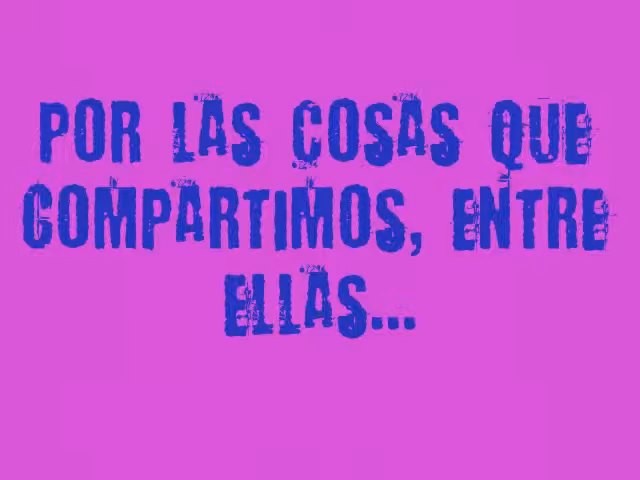 POR LAS COSAS QUE
COMPARTIMOS, ENTRE
ELLAS...